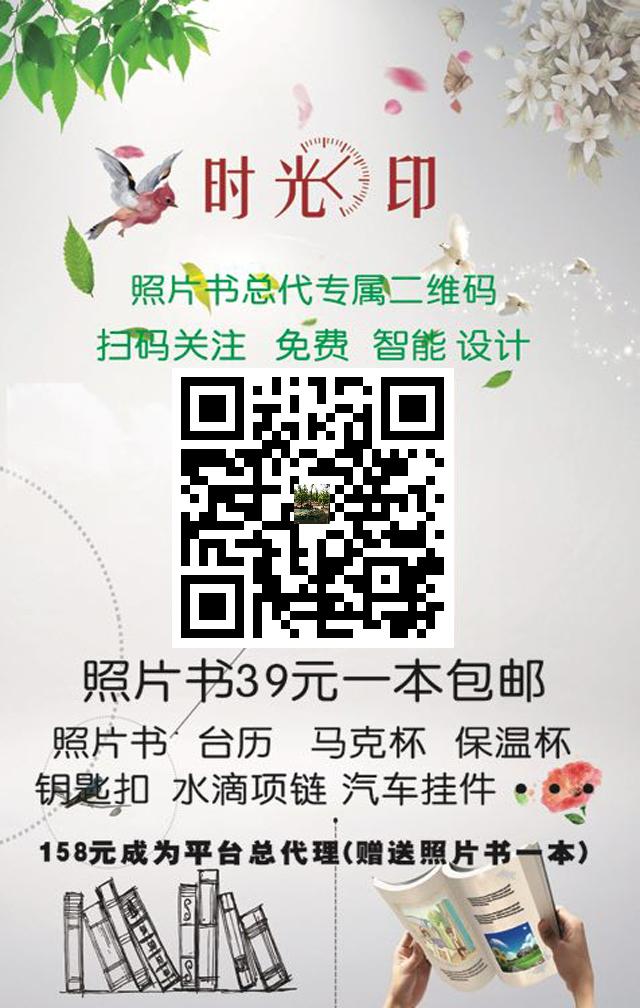 时光印
照片书总代专属二维码
扫码关注 免费 智能 设计
照片书39元一本包邮
照片书 台历 马克杯 保温杯
钥匙扣 水滴项链 汽车挂件
158元成为平台总代理(赠送照片书一本)